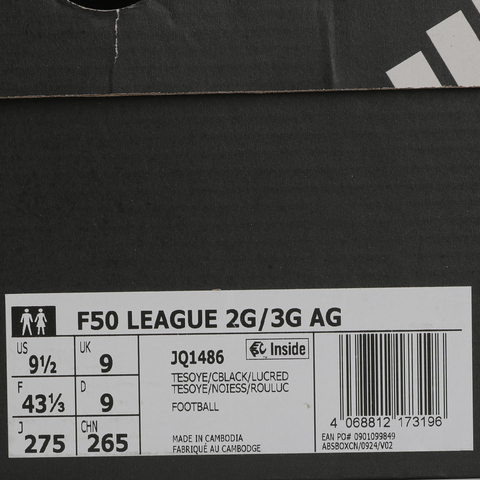 F50 LEAGUE 2G/3G AG
US 9½ UK 9
F 43⅓ D 9
J 275 CHN 265
JQ1486 Inside
TESOYE/CBLACK/LUCRED
TESOYE/NOIESS/ROULUC
FOOTBALL
MADE IN CAMBODIA
FABRIQUÉ AU CAMBODGE
4 068812 173196
EAN PO# 0901099849
ABSBOXCN/0924/V02